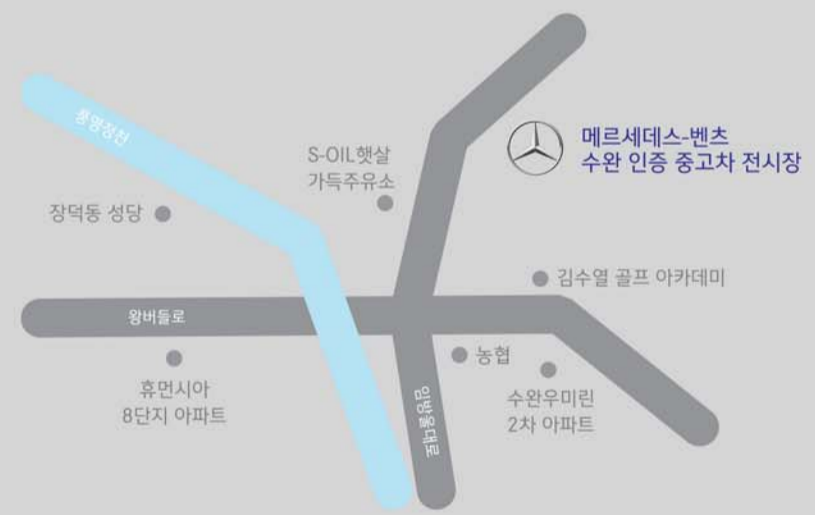 풍영정천
S-OIL햇살
가득주유소
메르세데스-벤츠
수완 인증 중고차 전시장
장덕동 성당
김수열 골프 아카데미
왕버들로
농협
휴먼시아
8단지 아파트
임방울대로
수완우미린
2차 아파트